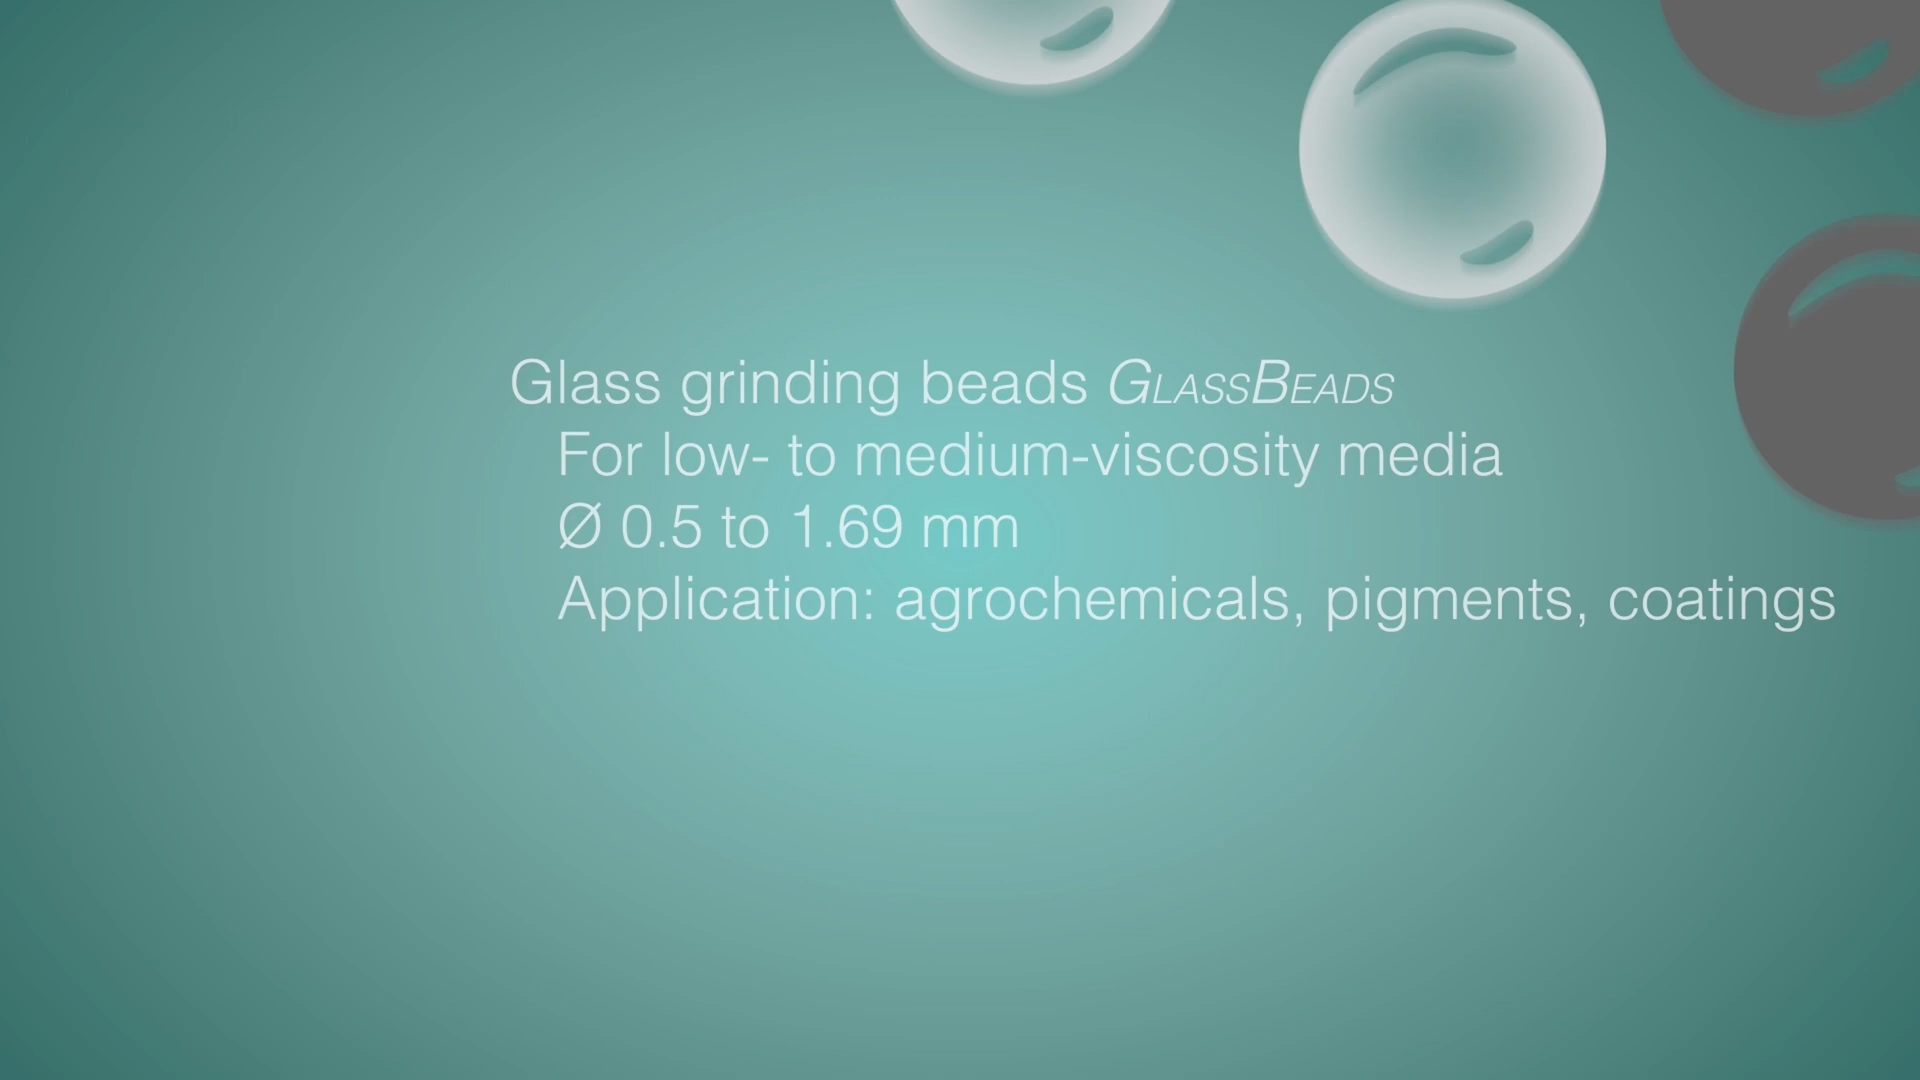 Glass grinding beads GLASSBEADS
For low- to medium-viscosity media
Ø 0.5 to 1.69 mm
Application: agrochemicals, pigments, coatings